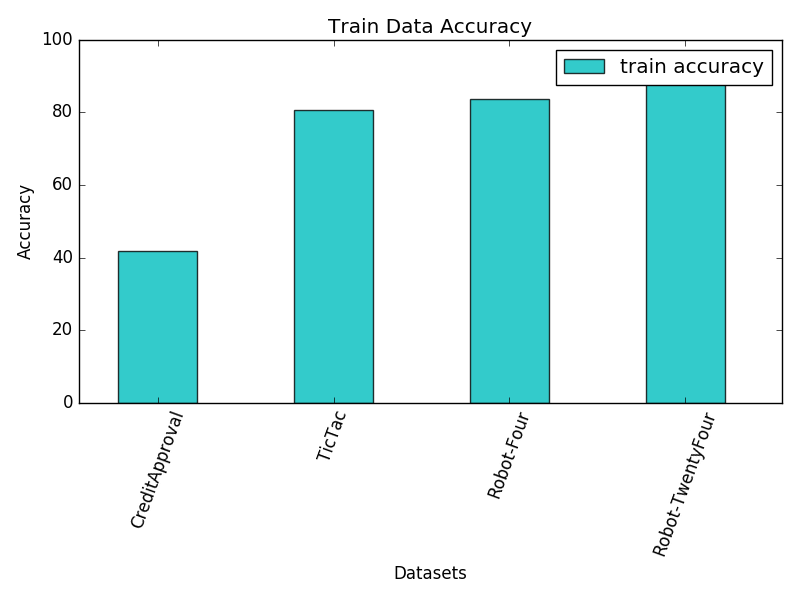 Train Data Accuracy
train accuracy
100
80
60
40
20
0
Accuracy
CreditApproval
TicTac
Robot-Four
Robot-TwentyFour
Datasets